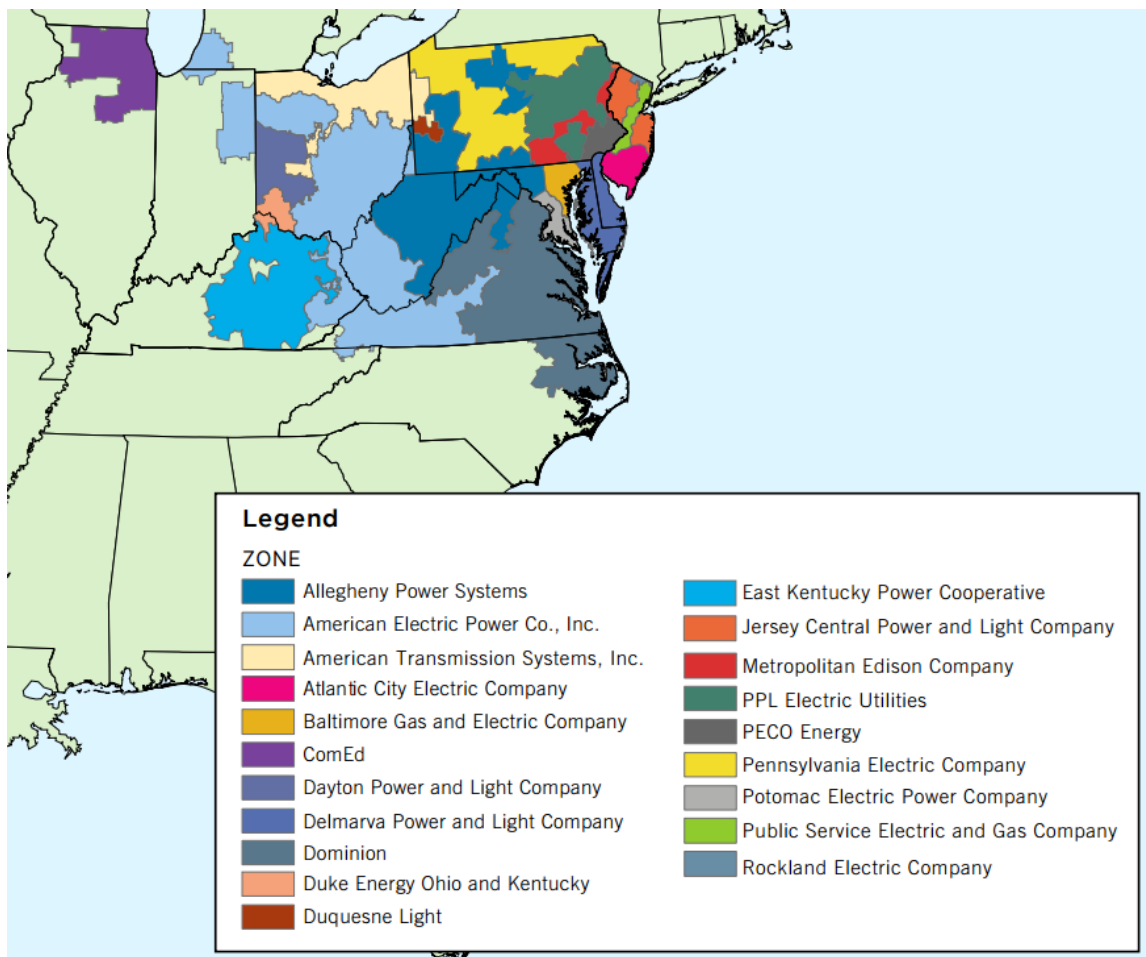 Legend
ZONE
Allegheny Power Systems
American Electric Power Co., Inc.
American Transmission Systems, Inc.
Atlantic City Electric Company
Baltimore Gas and Electric Company
ComEd
Dayton Power and Light Company
Delmarva Power and Light Company
Dominion
Duke Energy Ohio and Kentucky
Duquesne Light
East Kentucky Power Cooperative
Jersey Central Power and Light Company
Metropolitan Edison Company
PPL Electric Utilities
PECO Energy
Pennsylvania Electric Company
Potomac Electric Power Company
Public Service Electric and Gas Company
Rockland Electric Company